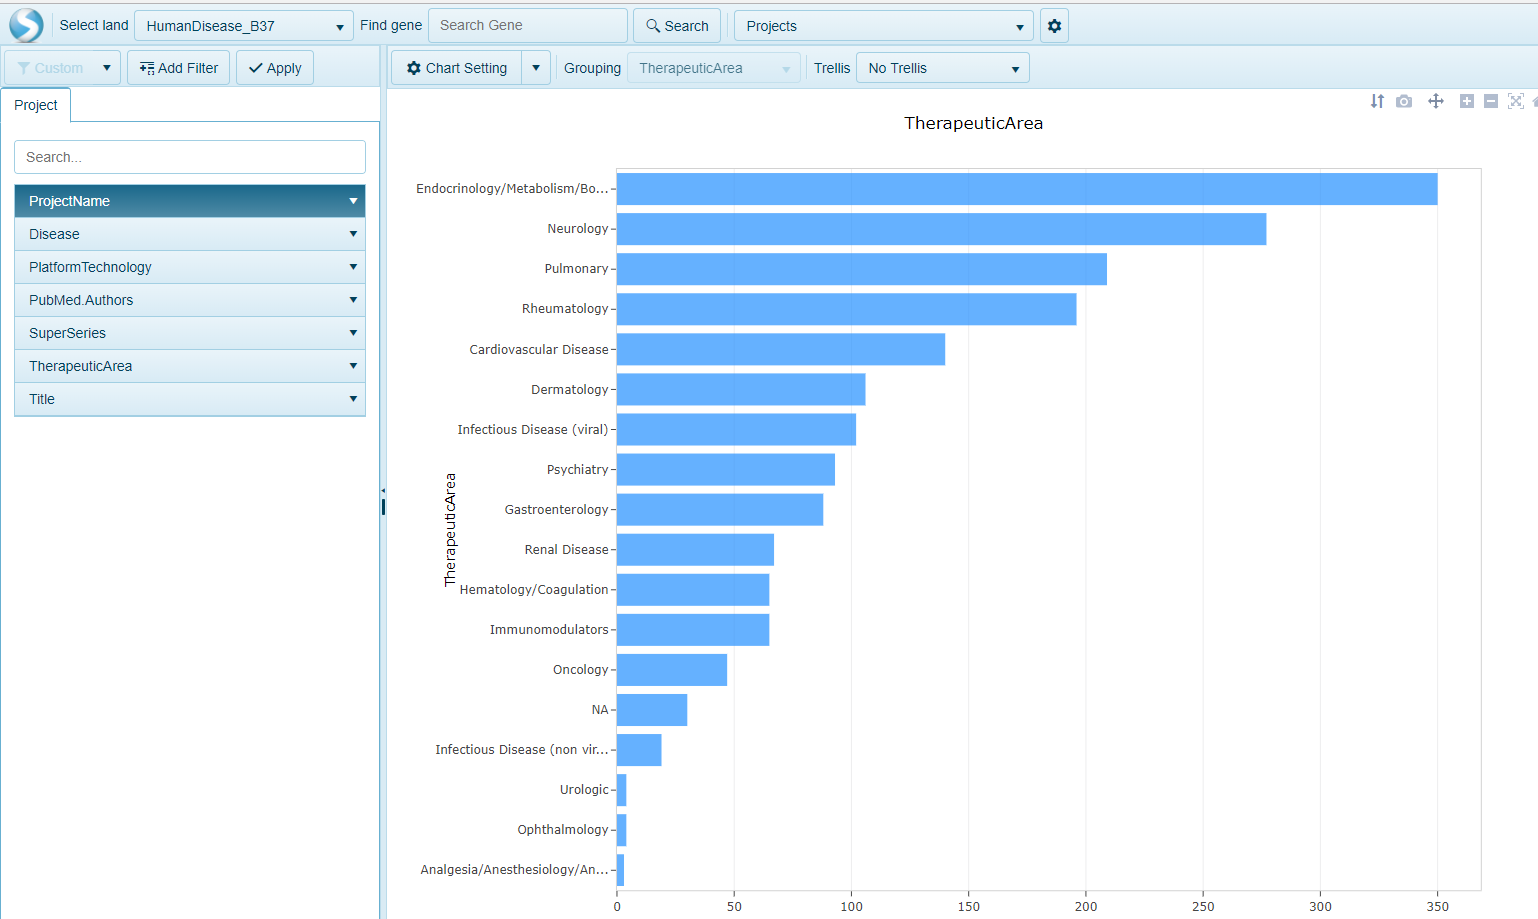 Select land HumanDisease_B37 Find gene Search Gene Search Projects
Custom Add Filter Apply Chart Setting Grouping TherapeuticArea Trellis No Trellis
Project
Search...
ProjectName
Disease
PlatformTechnology
PubMed.Authors
SuperSeries
TherapeuticArea
Title
TherapeuticArea
TherapeuticArea
Endocrinology/Metabolism/Bo...
Neurology
Pulmonary
Rheumatology
Cardiovascular Disease
Dermatology
Infectious Disease (viral)
Psychiatry
Gastroenterology
Renal Disease
Hematology/Coagulation
Immunomodulators
Oncology
NA
Infectious Disease (non vir...
Urologic
Ophthalmology
Analgesia/Anesthesiology/An...
0 50 100 150 200 250 300 350